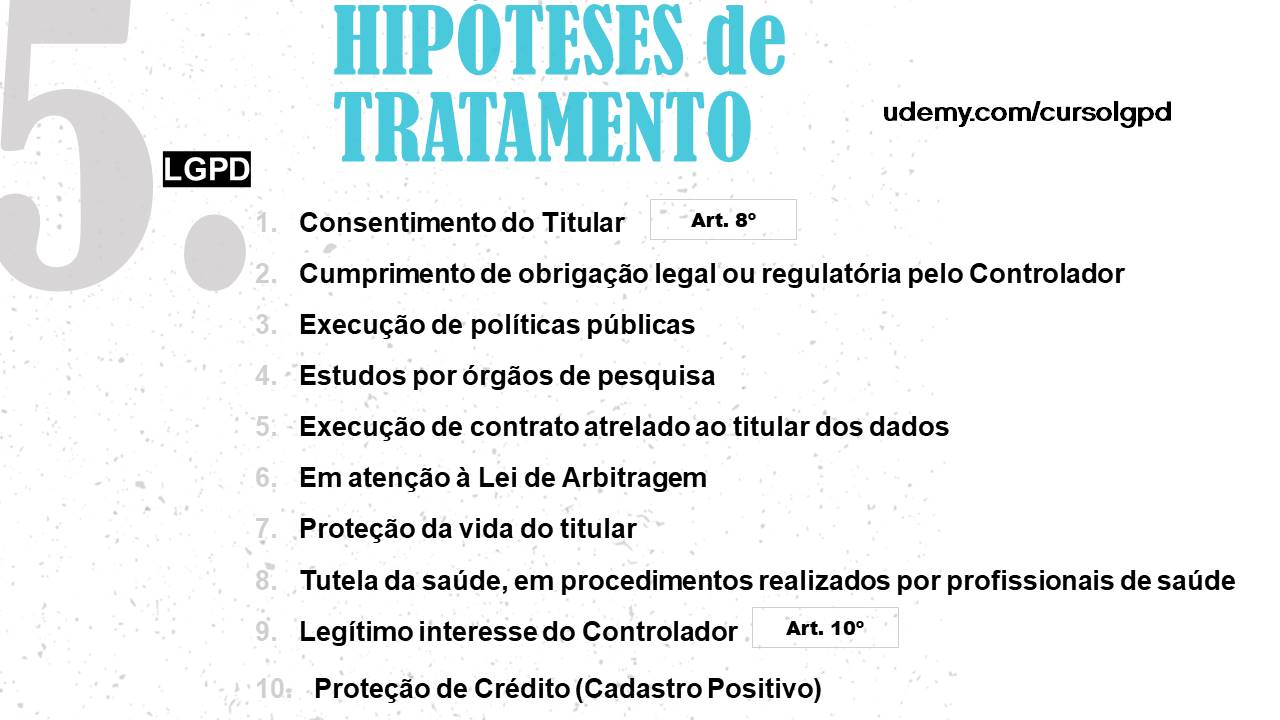 5.
HIPÓTESES de
TRATAMENTO
udemy.com/cursolgpd
LGPD
1. Consentimento do Titular Art. 8º
2. Cumprimento de obrigação legal ou regulatória pelo Controlador
3. Execução de políticas públicas
4. Estudos por órgãos de pesquisa
5. Execução de contrato atrelado ao titular dos dados
6. Em atenção à Lei de Arbitragem
7. Proteção da vida do titular
8. Tutela da saúde, em procedimentos realizados por profissionais de saúde
9. Legítimo interesse do Controlador Art. 10º
10. Proteção de Crédito (Cadastro Positivo)